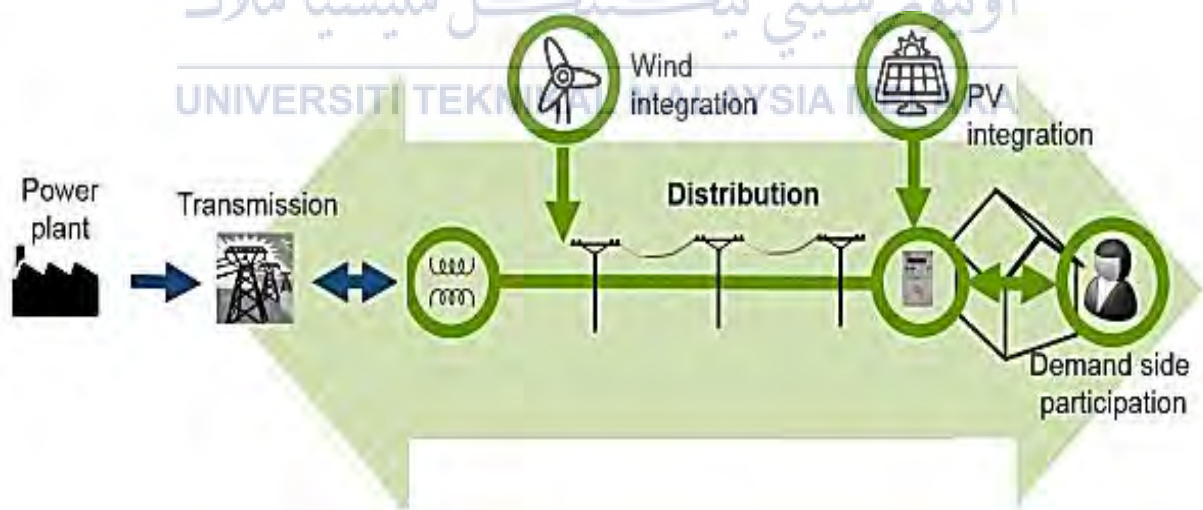 UNIVERSITI TEKNIKAL MALAYSIA MELAKA
Wind
integration
PV
integration
Power
plant
Transmission
Distribution
Demand side
participation